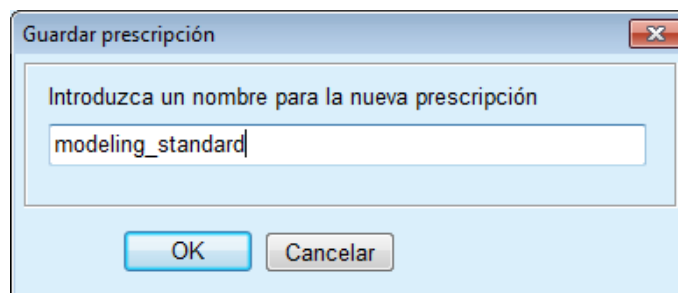 Guardar prescripción
Introduzca un nombre para la nueva prescripción
modeling_standard
OK
Cancelar